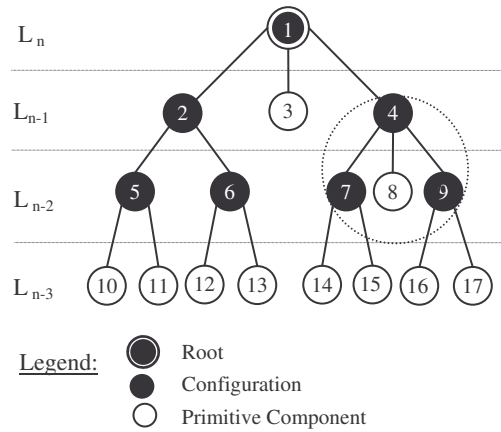 L n
1
L n-1
2 3 4
L n-2
5 6 7 8 9
L n-3
10 11 12 13 14 15 16 17
Legend:
Root
Configuration
Primitive Component